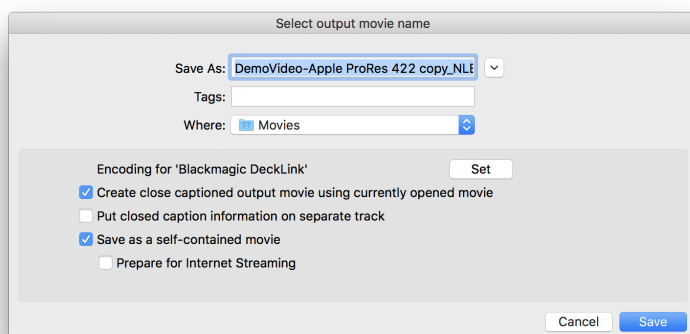 Select output movie name
Save As: DemoVideo-Apple ProRes 422 copy_NLE
Tags:
Where: Movies
Encoding for 'Blackmagic DeckLink' Set
Create close captioned output movie using currently opened movie
Put closed caption information on separate track
Save as a self-contained movie
Prepare for Internet Streaming
Cancel Save